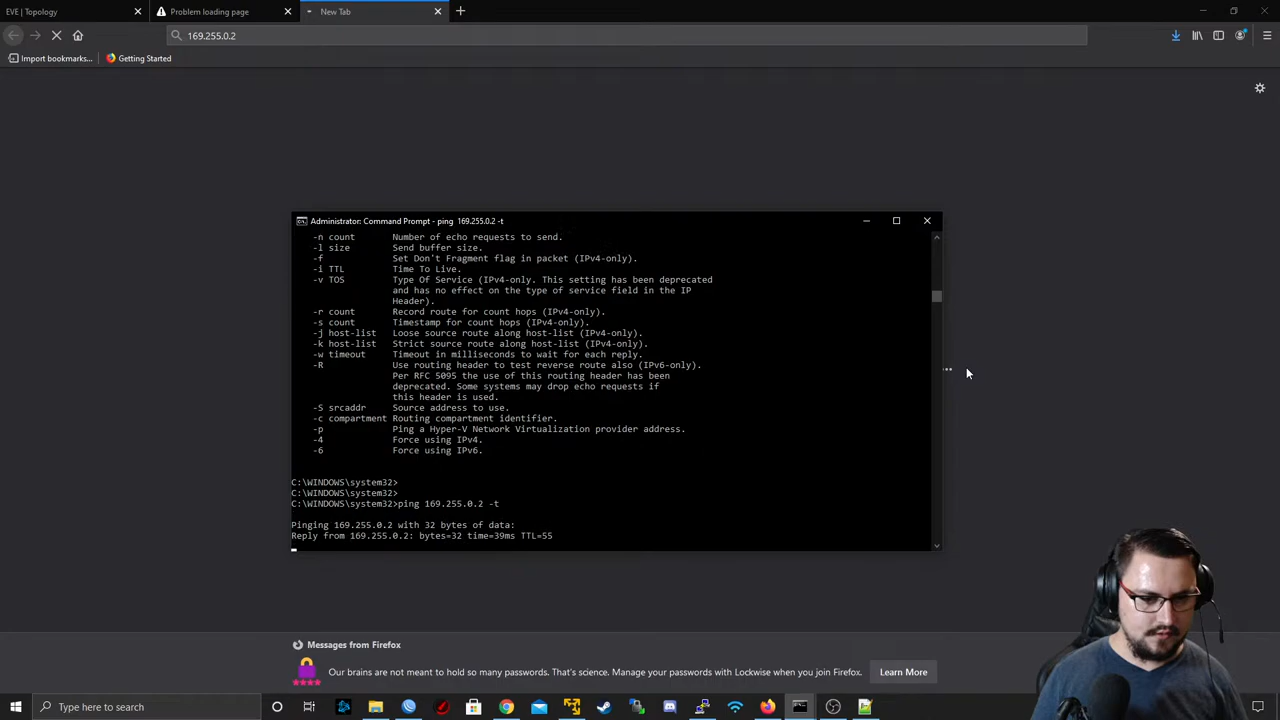 EVE | Topology
Problem loading page
New Tab
169.255.0.2
Import bookmarks...
Getting Started
Administrator: Command Prompt - ping  169.255.0.2 -t
-n count Number of echo requests to send.
-l size Send buffer size.
-f Set Don't Fragment flag in packet (IPv4-only).
-i TTL Time To Live.
-v TOS Type Of Service (IPv4-only. This setting has been deprecated
and has no effect on the type of service field in the IP
Header).
-r count Record route for count hops (IPv4-only).
-s count Timestamp for count hops (IPv4-only).
-j host-list Loose source route along host-list (IPv4-only).
-k host-list Strict source route along host-list (IPv4-only).
-w timeout Timeout in milliseconds to wait for each reply.
-R Use routing header to test reverse route also (IPv6-only).
Per RFC 5095 the use of this routing header has been
deprecated. Some systems may drop echo requests if
this header is used.
-S srcaddr Source address to use.
-c compartment Routing compartment identifier.
-p Ping a Hyper-V Network Virtualization provider address.
-4 Force using IPv4.
-6 Force using IPv6.
C:\WINDOWS\system32>
C:\WINDOWS\system32>
C:\WINDOWS\system32>ping 169.255.0.2 -t
Pinging 169.255.0.2 with 32 bytes of data:
Reply from 169.255.0.2: bytes=32 time=39ms TTL=55
Messages from Firefox
Our brains are not meant to hold so many passwords. That's science. Manage your passwords with Lockwise when you join Firefox.
Learn More
Type here to search